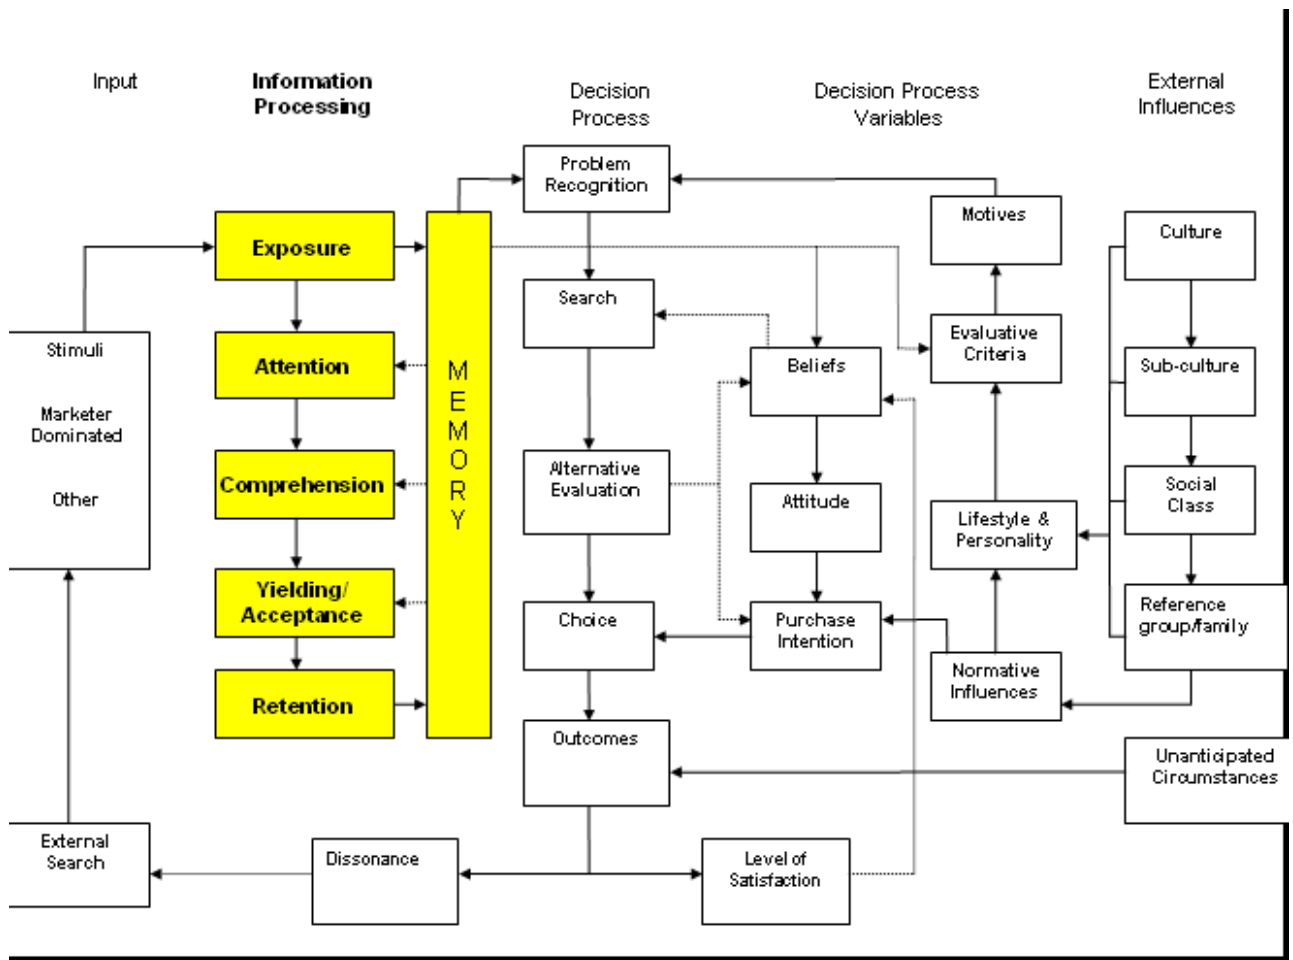 Input
Information
Processing
Decision
Process
Decision Process
Variables
External
Influences
Stimuli
Marketer
Dominated
Other
External
Search
Exposure
Attention
Comprehension
Yielding/
Acceptance
Retention
M
E
M
O
R
Y
Problem
Recognition
Search
Alternative
Evaluation
Choice
Outcomes
Dissonance
Level of
Satisfaction
Beliefs
Attitude
Purchase
Intention
Motives
Evaluative
Criteria
Lifestyle &
Personality
Normative
Influences
Culture
Sub-culture
Social
Class
Reference
group/family
Unanticipated
Circumstances